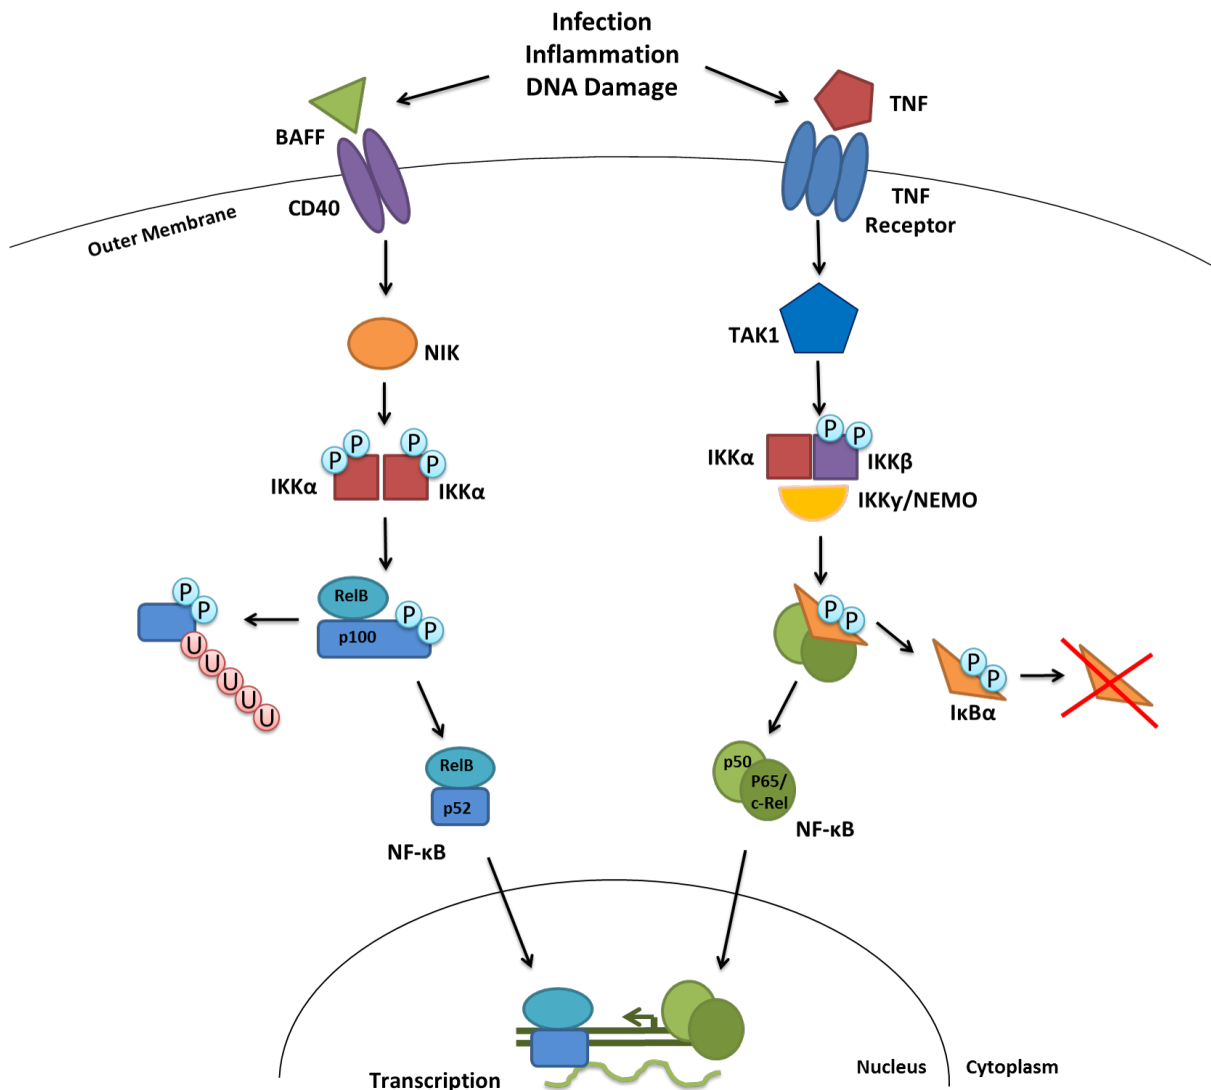 Infection
Inflammation
DNA Damage
BAFF
TNF
CD40
TNF
Receptor
Outer Membrane
NIK
TAK1
P
P
P
P
IKKα
IKKα
P
P
IKKα
IKKβ
IKKy/NEMO
P
P
U
U
U
U
U
RelB
p100
P
P
P
P
P
P
IκBα
RelB
p52
NF-κB
p50
P65/
c-Rel
NF-κB
Transcription
Nucleus
Cytoplasm